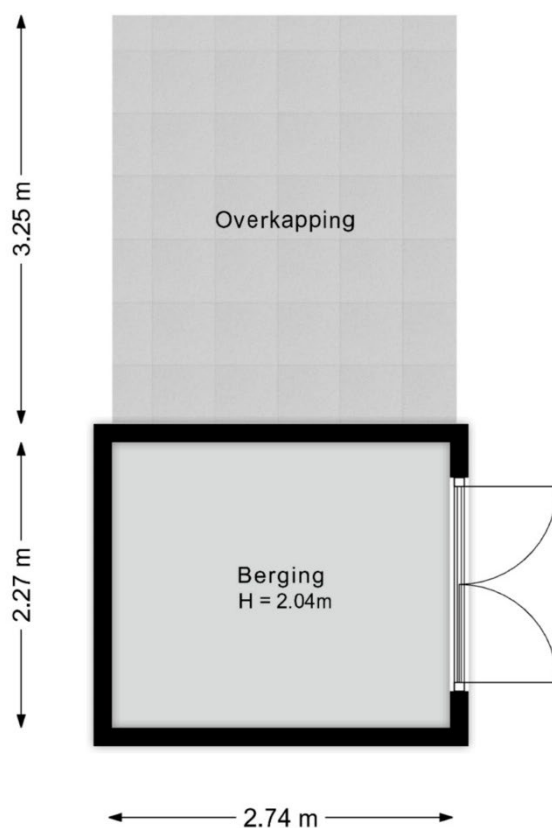 3.25 m
Overkapping
2.27 m
Berging
H = 2.04m
2.74 m